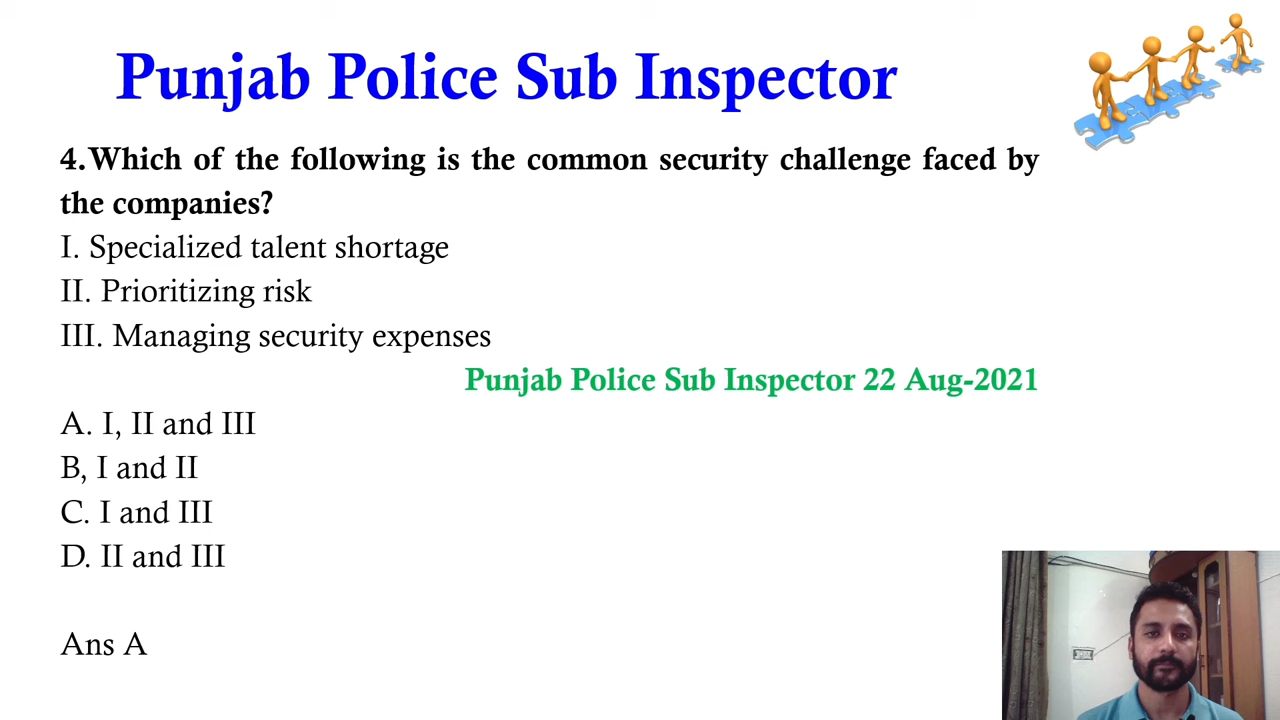 Punjab Police Sub Inspector
4.Which of the following is the common security challenge faced by
the companies?
I. Specialized talent shortage
II. Prioritizing risk
III. Managing security expenses
Punjab Police Sub Inspector 22 Aug-2021
A. I, II and III
B, I and II
C. I and III
D. II and III
Ans A